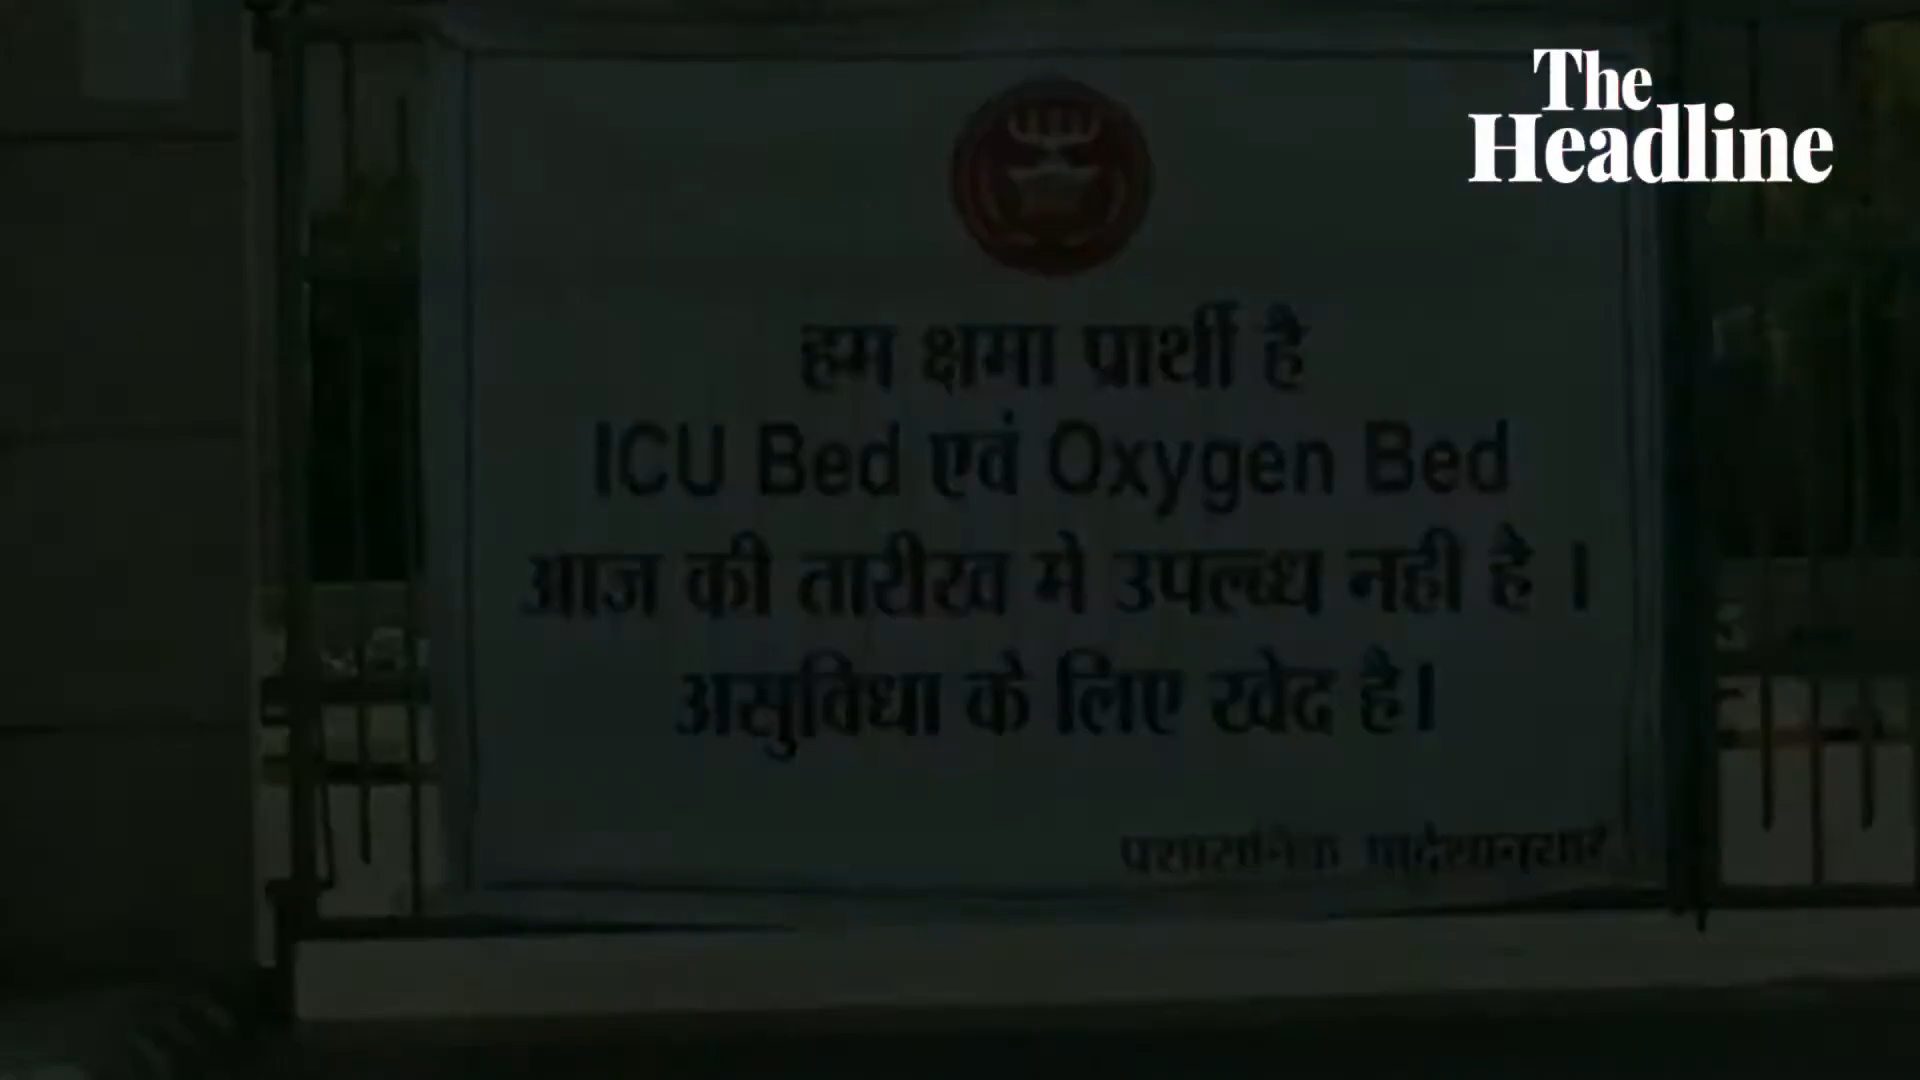 The
Headline
हम क्षमा प्रार्थी है
ICU Bed एवं Oxygen Bed
आज की तारीख मे उपल्ब्ध नही है ।
असुविधा के लिए खेद है।